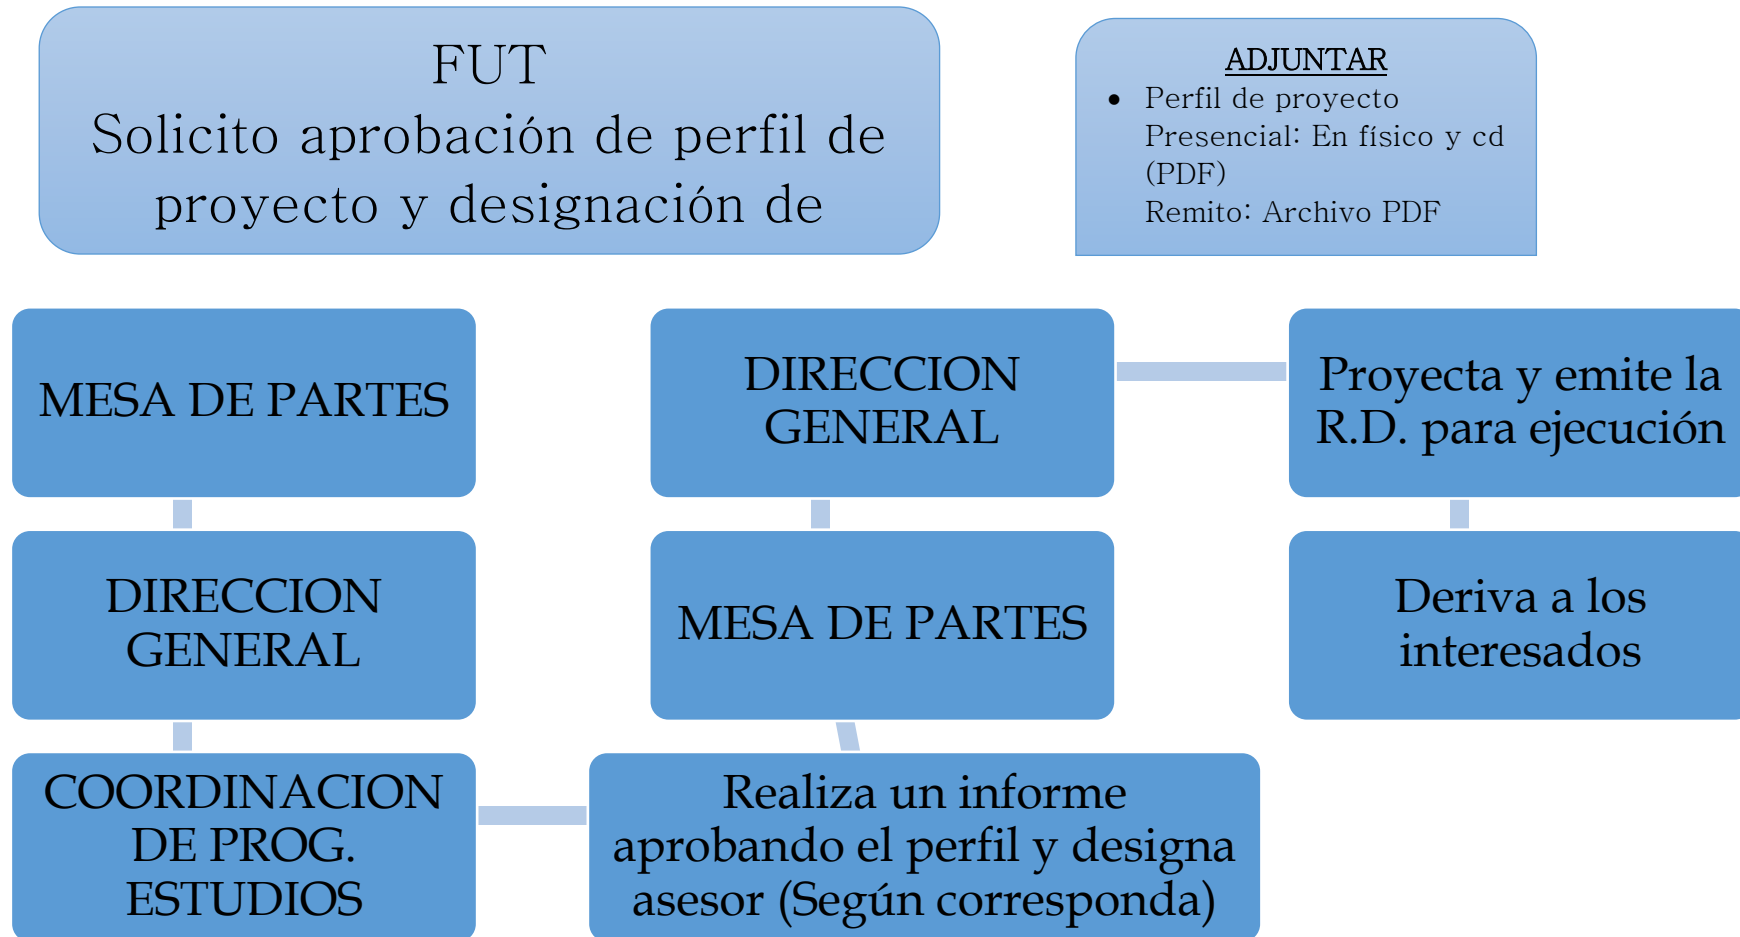 FUT
Solicito aprobación de perfil de
proyecto y designación de
ADJUNTAR
• Perfil de proyecto
Presencial: En físico y cd
(PDF)
Remito: Archivo PDF
MESA DE PARTES
DIRECCION
GENERAL
COORDINACION
DE PROG.
ESTUDIOS
Realiza un informe
aprobando el perfil y designa
asesor (Según corresponda)
MESA DE PARTES
DIRECCION
GENERAL
Proyecta y emite la
R.D. para ejecución
Deriva a los
interesados